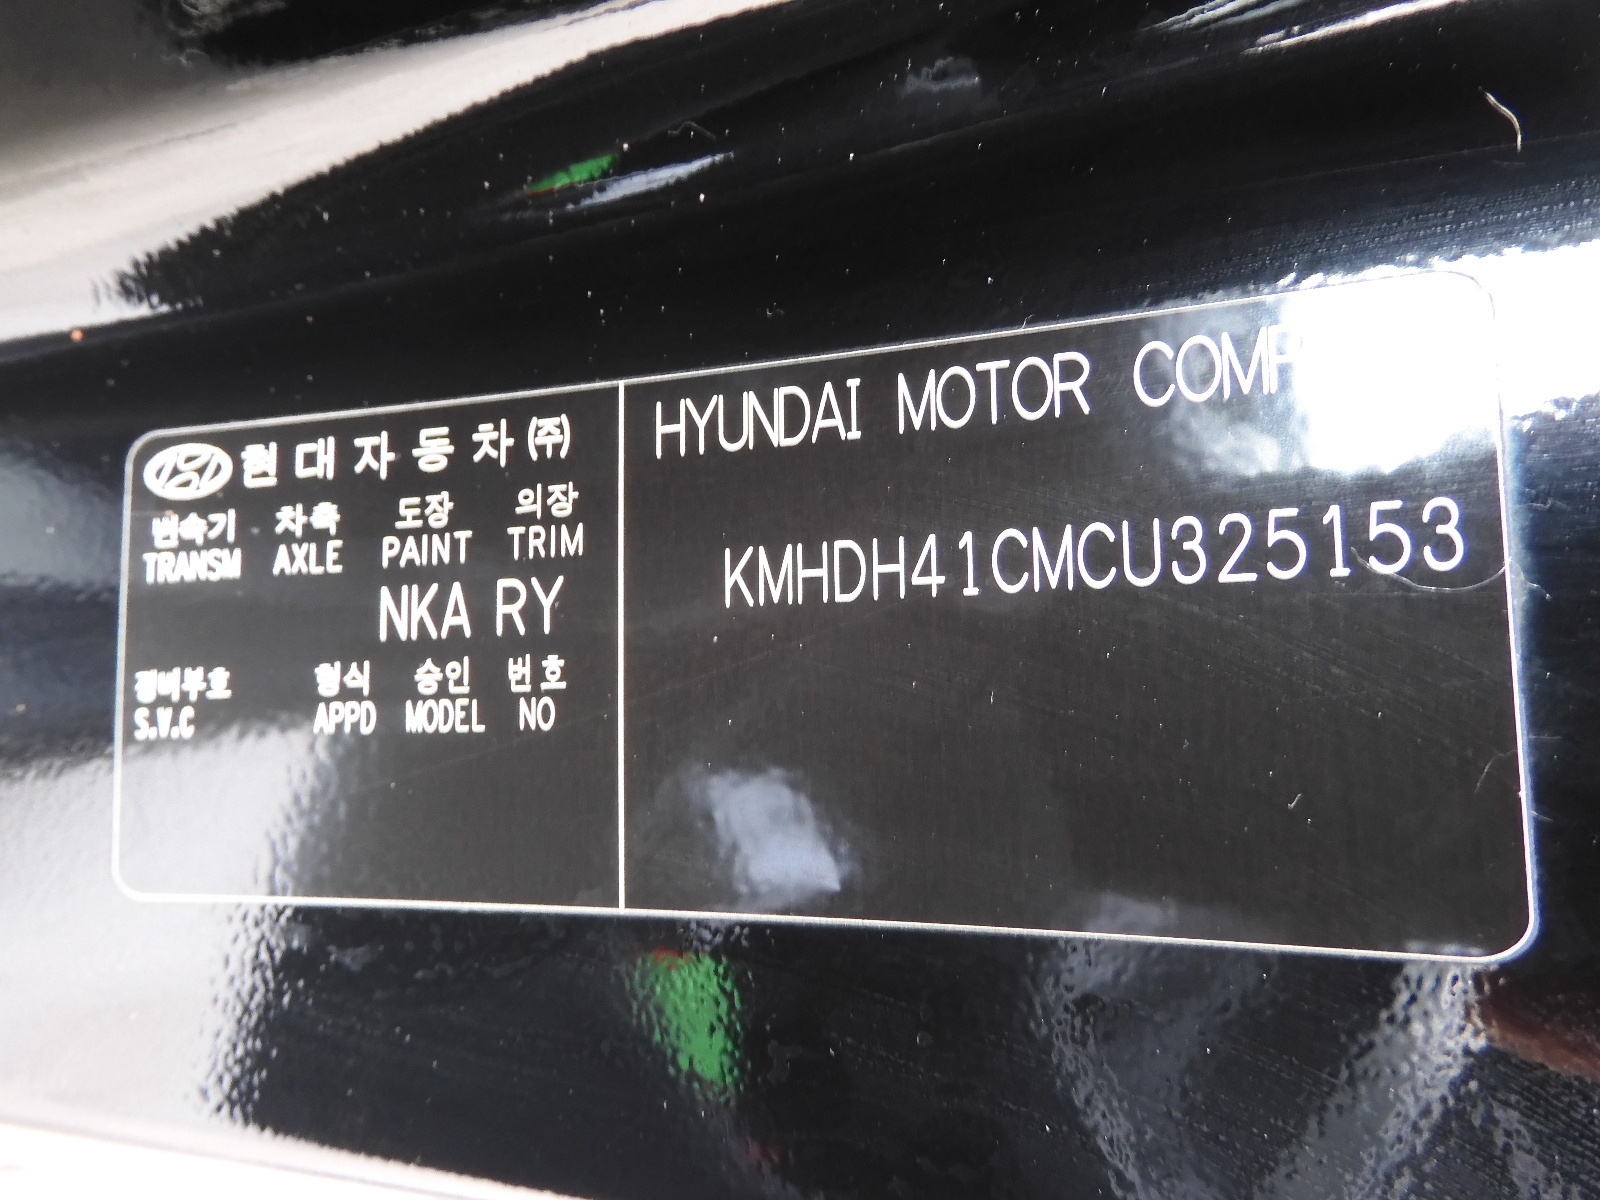 현대자동차(주)
변속기 차축 도장 의장
TRANSM AXLE PAINT TRIM
NKA RY
정비부호 형식 승인 번호
S.V.C APPD MODEL NO
HYUNDAI MOTOR COMP
KMHDH41CMCU325153